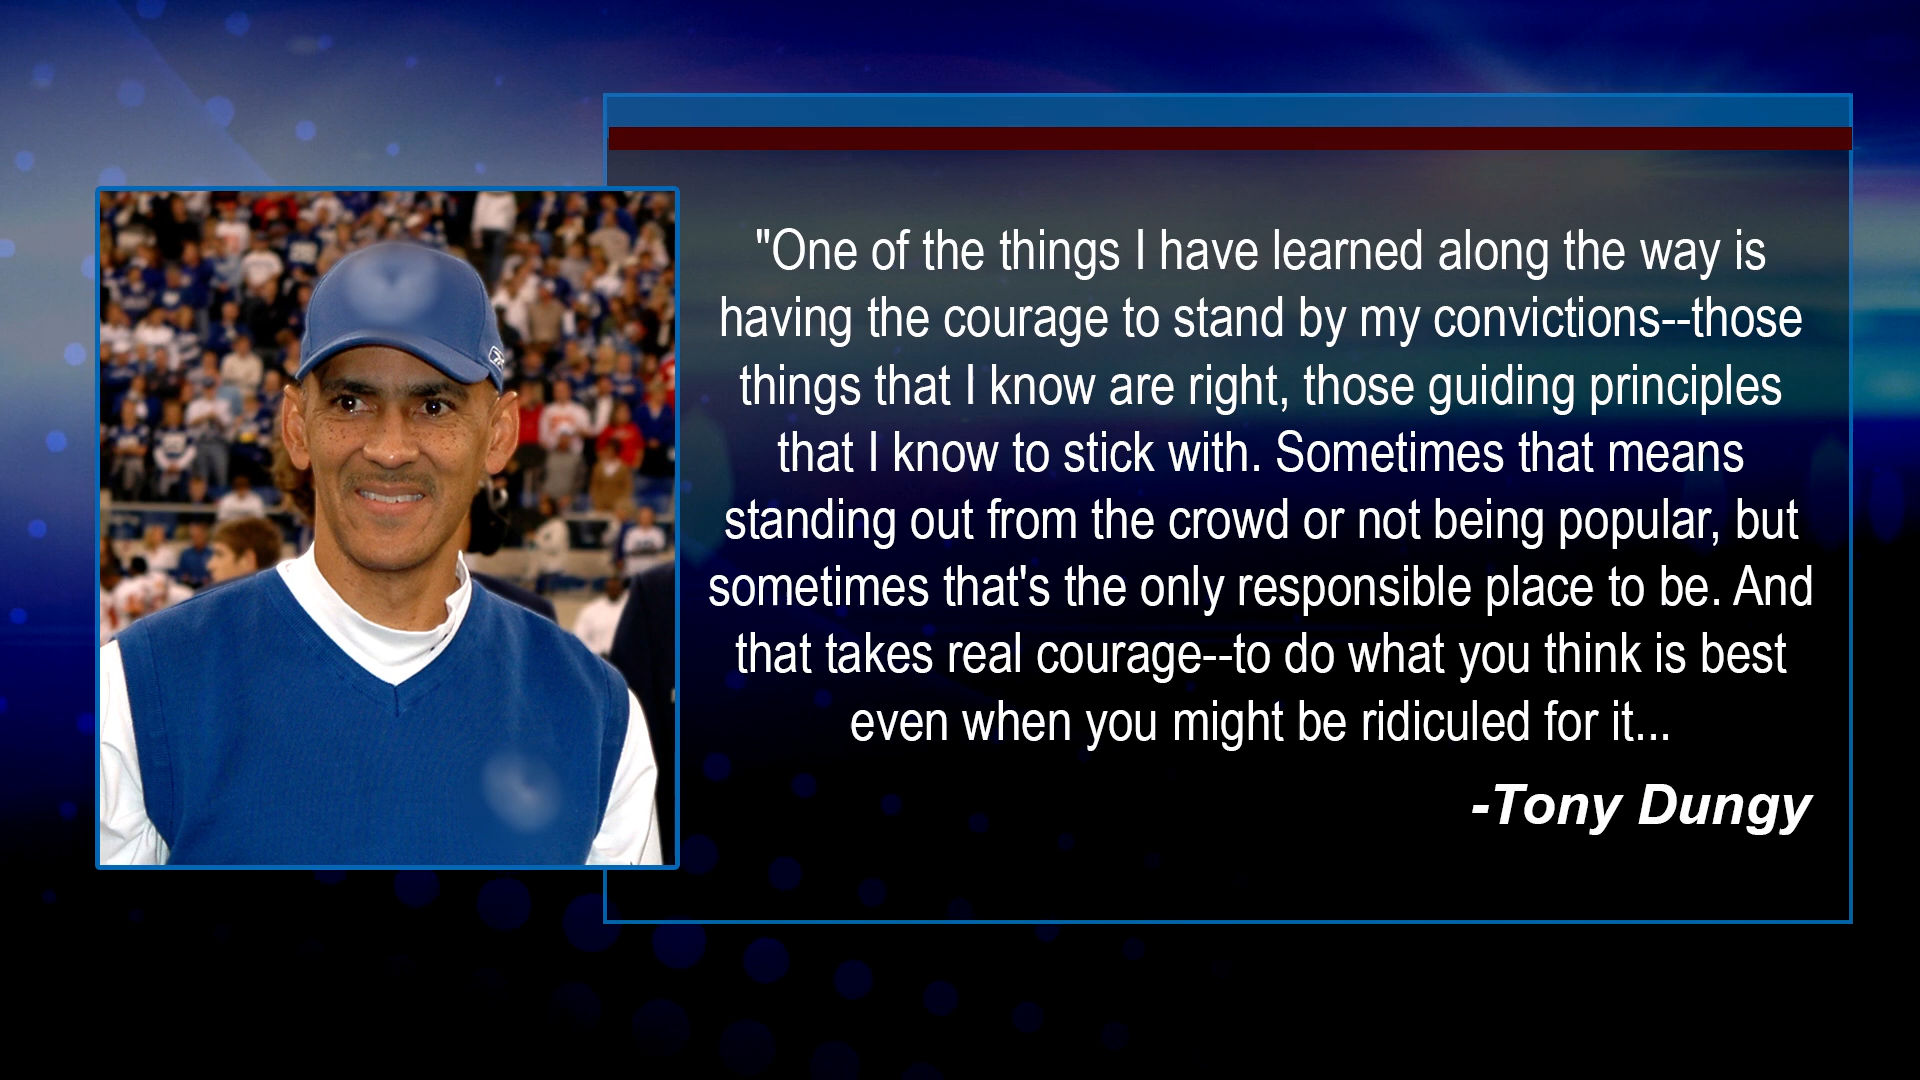 "One of the things I have learned along the way is
having the courage to stand by my convictions--those
things that I know are right, those guiding principles
that I know to stick with. Sometimes that means
standing out from the crowd or not being popular, but
sometimes that's the only responsible place to be. And
that takes real courage--to do what you think is best
even when you might be ridiculed for it...
-Tony Dungy